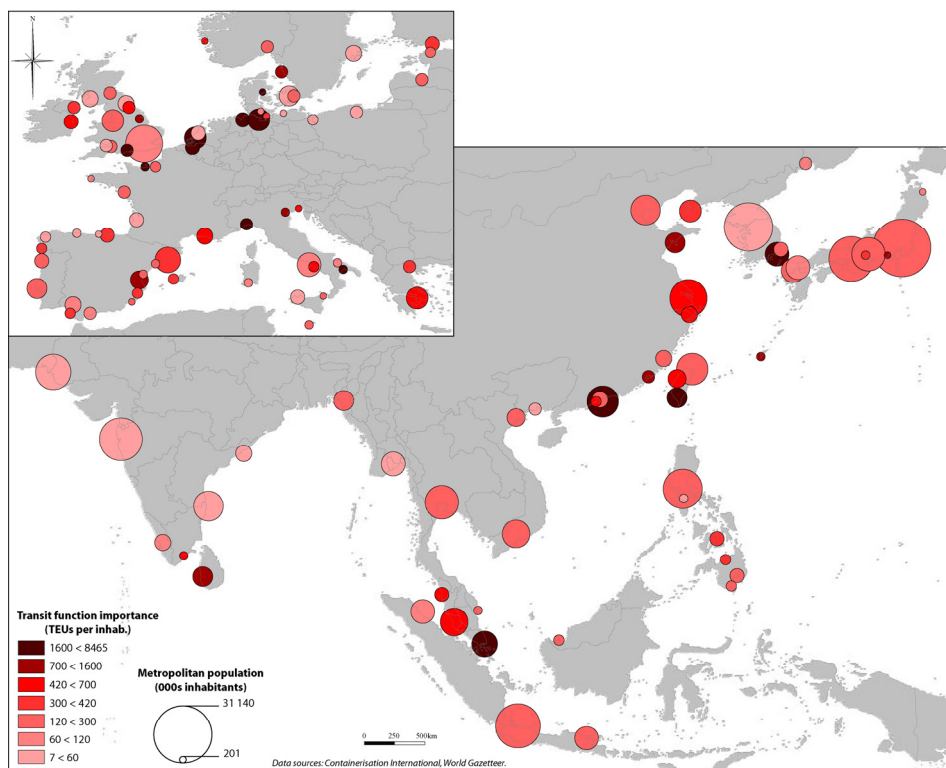 N
Transit function importance
(TEUs per inhab.)
1600 < 8465
700 < 1600
420 < 700
300 < 420
120 < 300
60 < 120
7 < 60
Metropolitan population
(000s inhabitants)
31 140
201
0 250 500km
Data sources: Containerisation International, World Gazetteer.